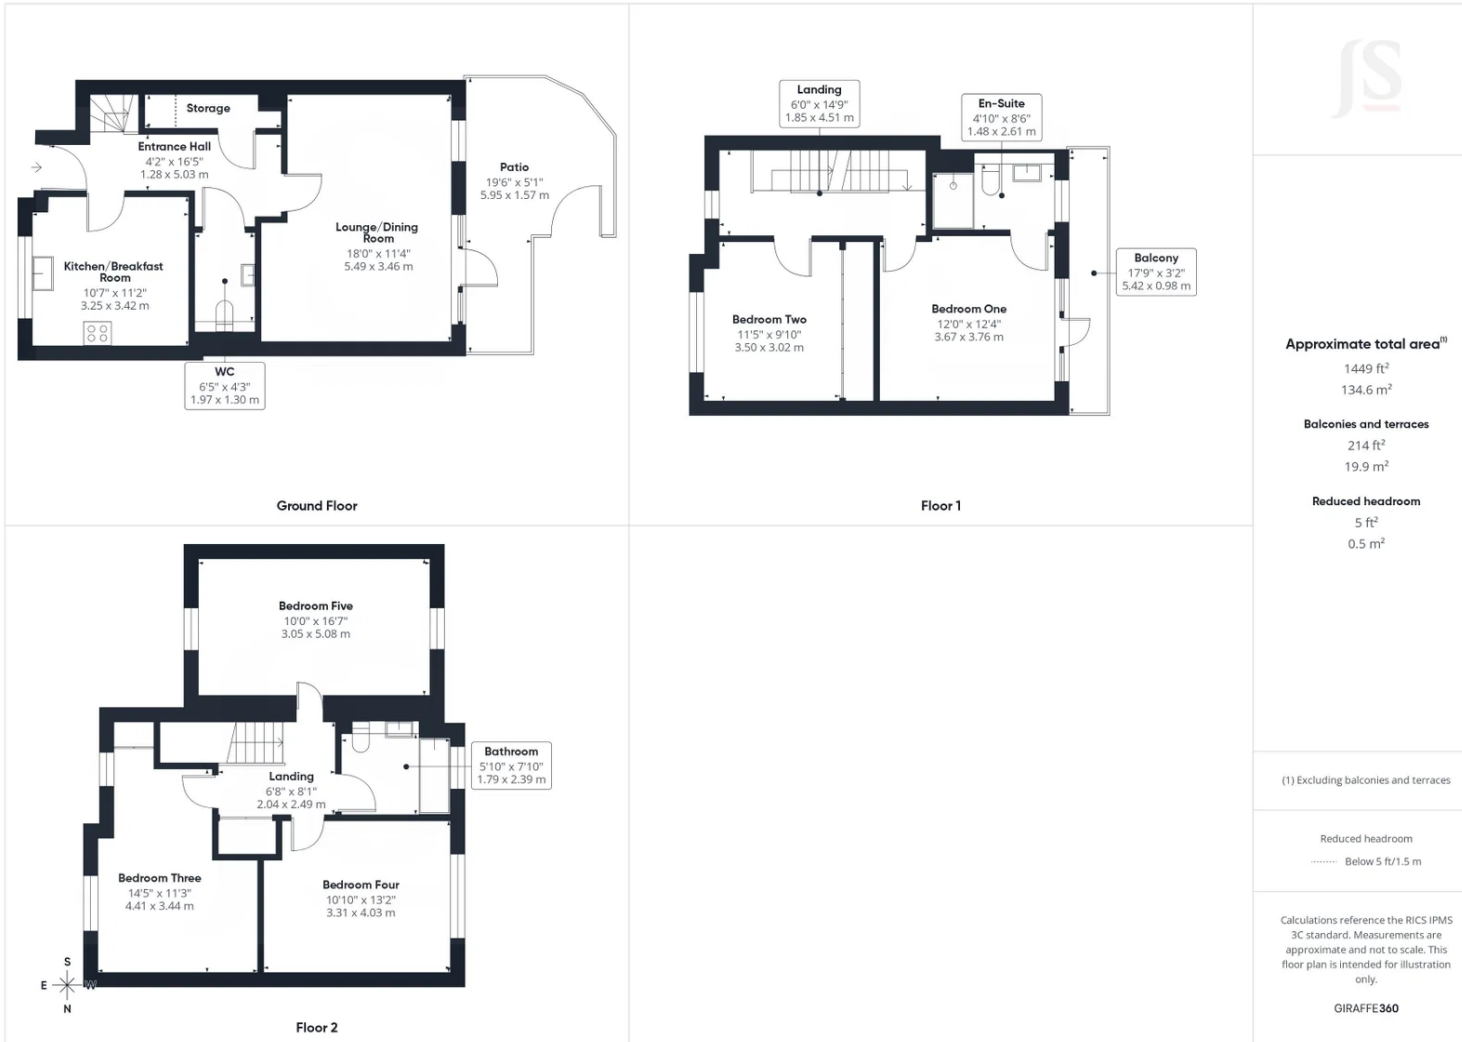 Storage
Entrance Hall
4'2" x 16'5"
1.28 x 5.03 m
Patio
19'6" x 5'1"
5.95 x 1.57 m
Lounge/Dining
Room
18'0" x 11'4"
5.49 x 3.46 m
Kitchen/Breakfast
Room
10'7" x 11'2"
3.25 x 3.42 m
WC
6'5" x 4'3"
1.97 x 1.30 m
Ground Floor
Landing
6'0" x 14'9"
1.85 x 4.51 m
En-Suite
4'10" x 8'6"
1.48 x 2.61 m
Balcony
17'9" x 3'2"
5.42 x 0.98 m
Bedroom Two
11'5" x 9'10"
3.50 x 3.02 m
Bedroom One
12'0" x 12'4"
3.67 x 3.76 m
Floor 1
Bedroom Five
10'0" x 16'7"
3.05 x 5.08 m
Bathroom
5'10" x 7'10"
1.79 x 2.39 m
Landing
6'8" x 8'1"
2.04 x 2.49 m
Bedroom Three
14'5" x 11'3"
4.41 x 3.44 m
Bedroom Four
10'10" x 13'2"
3.31 x 4.03 m
S
E W
N
Floor 2
JS
Approximate total area(1)
1449 ft²
134.6 m²
Balconies and terraces
214 ft²
19.9 m²
Reduced headroom
5 ft²
0.5 m²
(1) Excluding balconies and terraces
Reduced headroom
Below 5 ft/1.5 m
Calculations reference the RICS IPMS
3C standard. Measurements are
approximate and not to scale. This
floor plan is intended for illustration
only.
GIRAFFE360